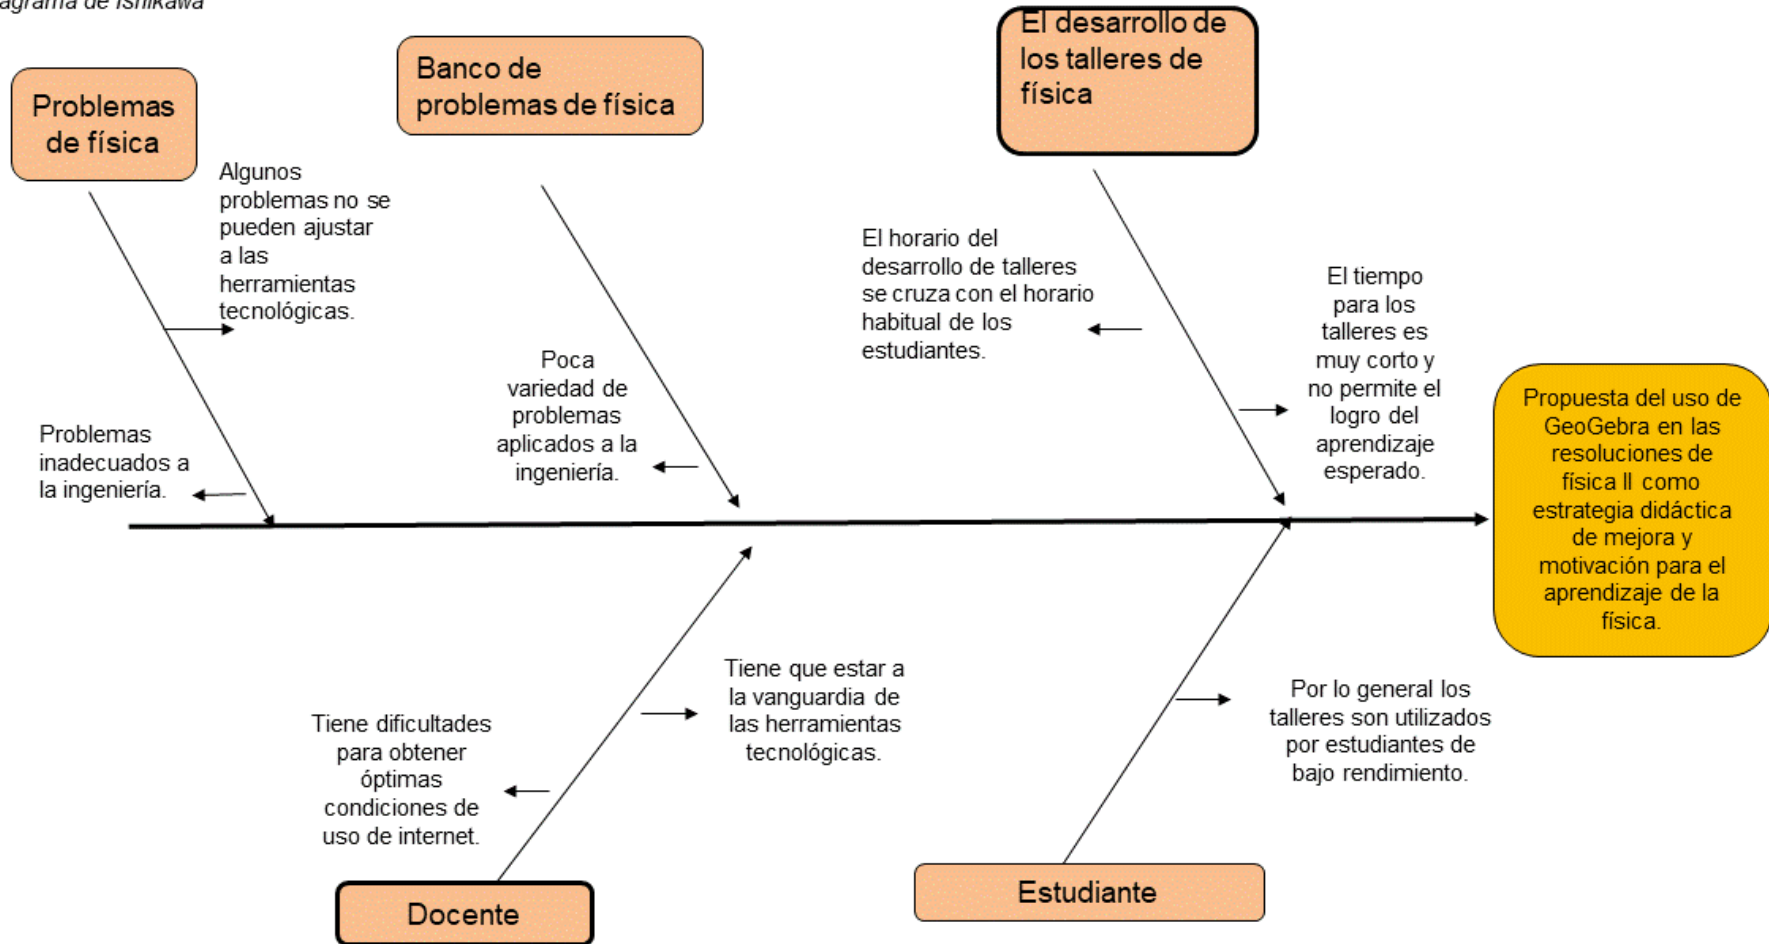 Diagrama de Ishikawa
Problemas
de física
Banco de
problemas de física
El desarrollo de
los talleres de
física
Algunos
problemas no se
pueden ajustar
a las
herramientas
tecnológicas.
Problemas
inadecuados a
la ingeniería.
Poca
variedad de
problemas
aplicados a la
ingeniería.
El horario del
desarrollo de talleres
se cruza con el horario
habitual de los
estudiantes.
El tiempo
para los
talleres es
muy corto y
no permite el
logro del
aprendizaje
esperado.
Propuesta del uso de
GeoGebra en las
resoluciones de
física II como
estrategia didáctica
de mejora y
motivación para el
aprendizaje de la
física.
Tiene dificultades
para obtener
óptimas
condiciones de
uso de internet.
Tiene que estar a
la vanguardia de
las herramientas
tecnológicas.
Por lo general los
talleres son utilizados
por estudiantes de
bajo rendimiento.
Docente
Estudiante